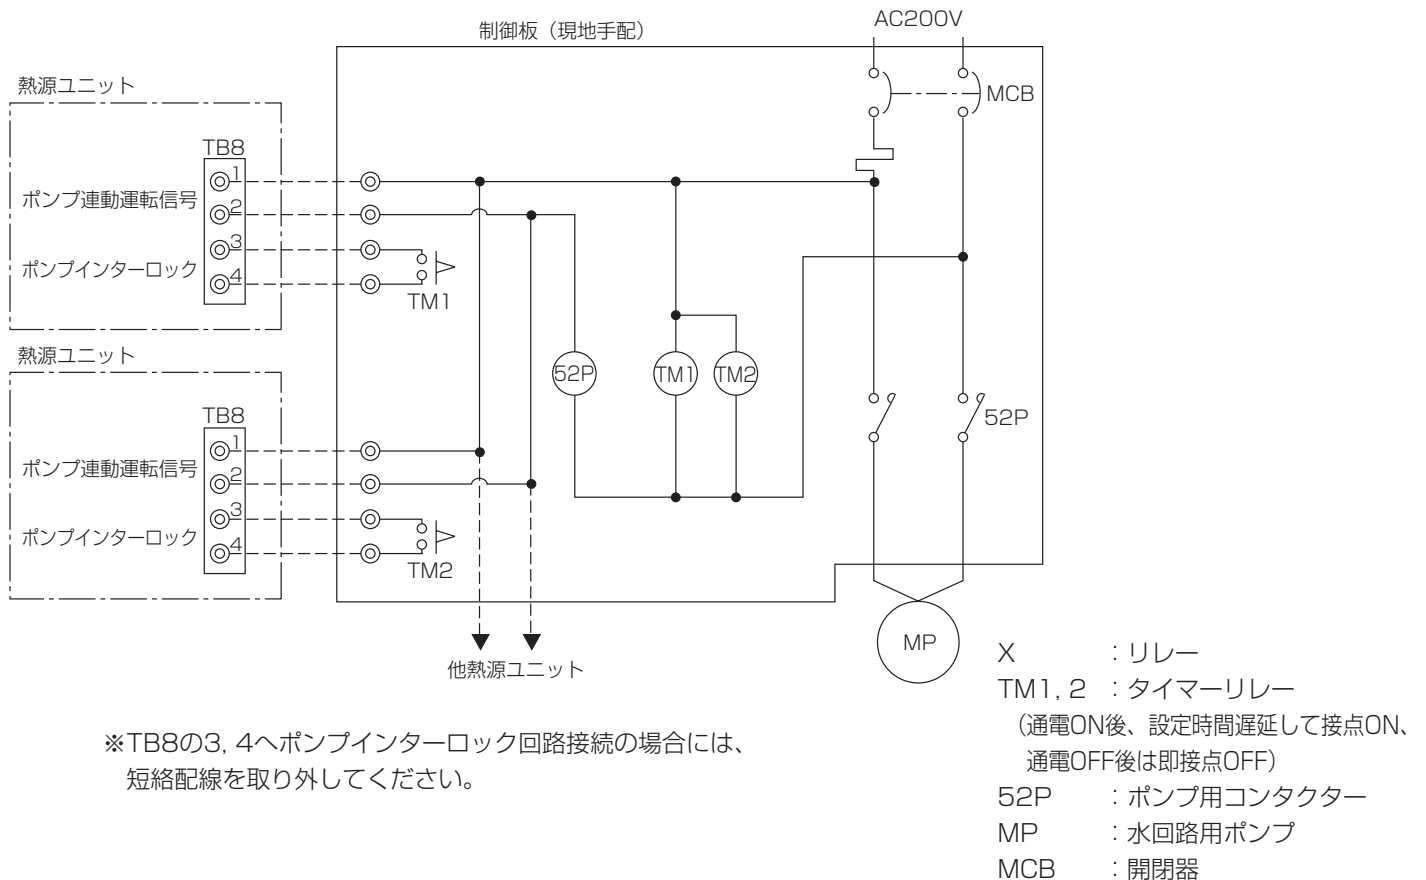 AC200V
制御板（現地手配）
熱源ユニット
MCB
TB8
1
ポンプ連動運転信号
2
3
ポンプインターロック
4
TM1
熱源ユニット
52P
TM1
TM2
TB8
52P
1
ポンプ連動運転信号
2
3
ポンプインターロック
4
TM2
MP
他熱源ユニット
X ：リレー
TM1, 2 ：タイマーリレー
（通電ON後、設定時間遅延して接点ON、
通電OFF後は即接点OFF）
52P ：ポンプ用コンタクター
MP ：水回路用ポンプ
MCB ：開閉器
※TB8の3, 4へポンプインターロック回路接続の場合には、
短絡配線を取り外してください。